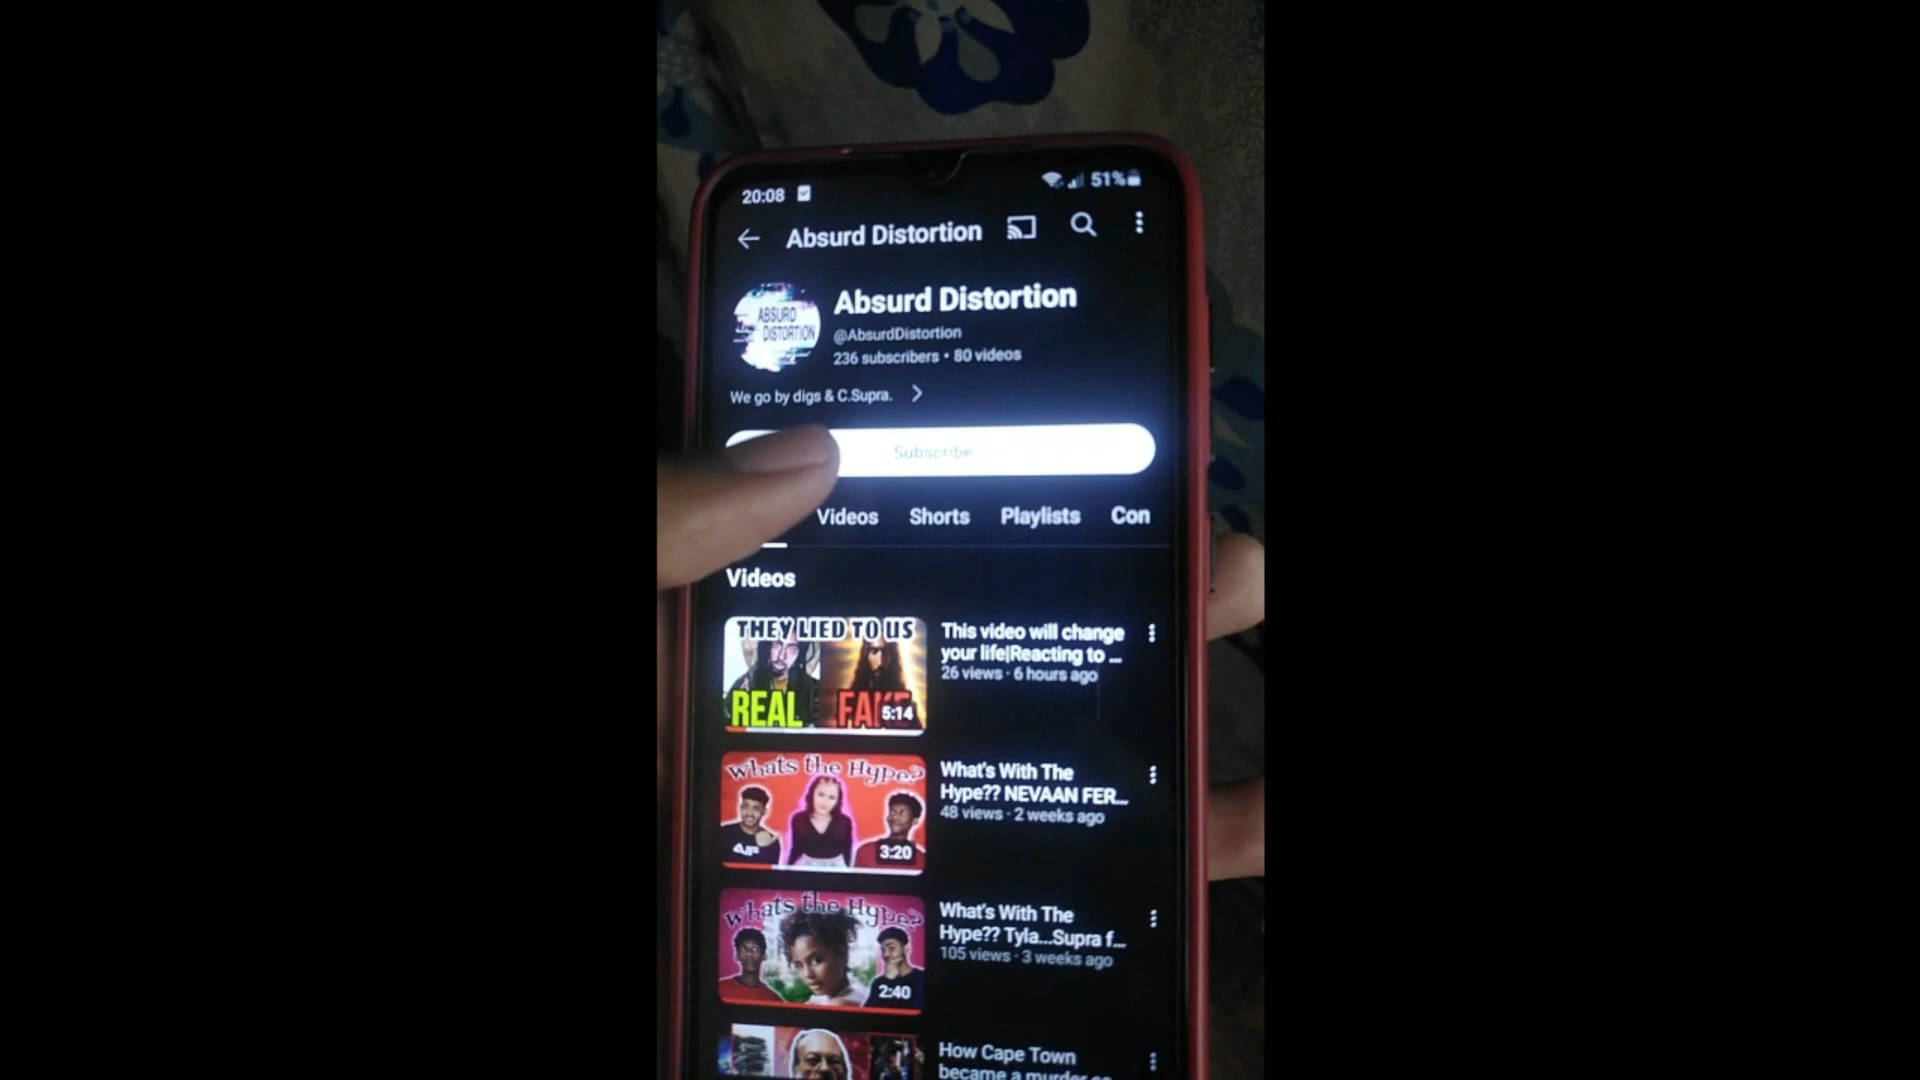 20:08 51%
Absurd Distortion
ABSURD
DISTORTION
Absurd Distortion
@AbsurdDistortion
236 subscribers • 80 videos
We go by digs & C.Supra.
Subscribe
Videos Shorts Playlists Con
Videos
THEY LIED TO US
REAL
5:14
This video will change
your life|Reacting to ...
26 views · 6 hours ago
Whats the Hype?
3:20
What's With The
Hype?? NEVAAN FER...
48 views · 2 weeks ago
Whats the Hype?
2:40
What's With The
Hype?? Tyla...Supra f...
105 views · 3 weeks ago
How Cape Town
became a murder